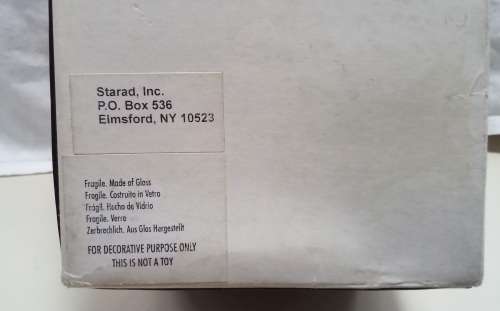 Starad, Inc.
P.O. Box 536
Elmsford, NY 10523
Fragile. Made of Glass
Fragile. Costruito in Vetro
Frágil. Hecho de Vidrio
Fragile. Verre
Zerbrechlich. Aus Glas Hergestellt
FOR DECORATIVE PURPOSE ONLY
THIS IS NOT A TOY